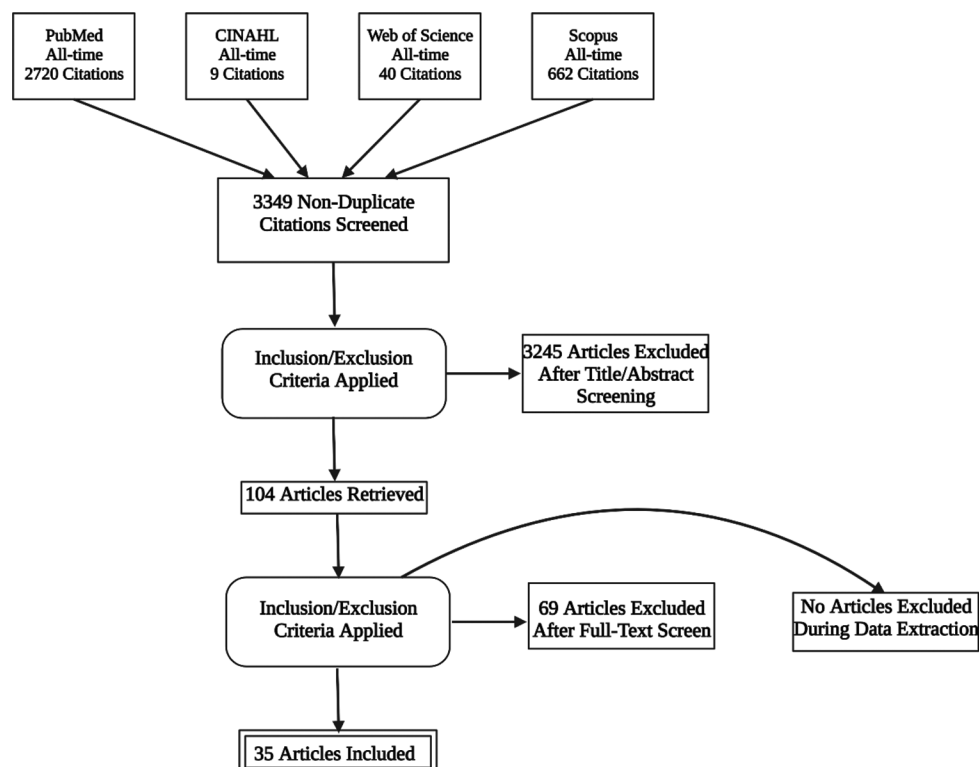 PubMed
All-time
2720 Citations
CINAHL
All-time
9 Citations
Web of Science
All-time
40 Citations
Scopus
All-time
662 Citations
3349 Non-Duplicate
Citations Screened
Inclusion/Exclusion
Criteria Applied
3245 Articles Excluded
After Title/Abstract
Screening
104 Articles Retrieved
Inclusion/Exclusion
Criteria Applied
69 Articles Excluded
After Full-Text Screen
No Articles Excluded
During Data Extraction
35 Articles Included